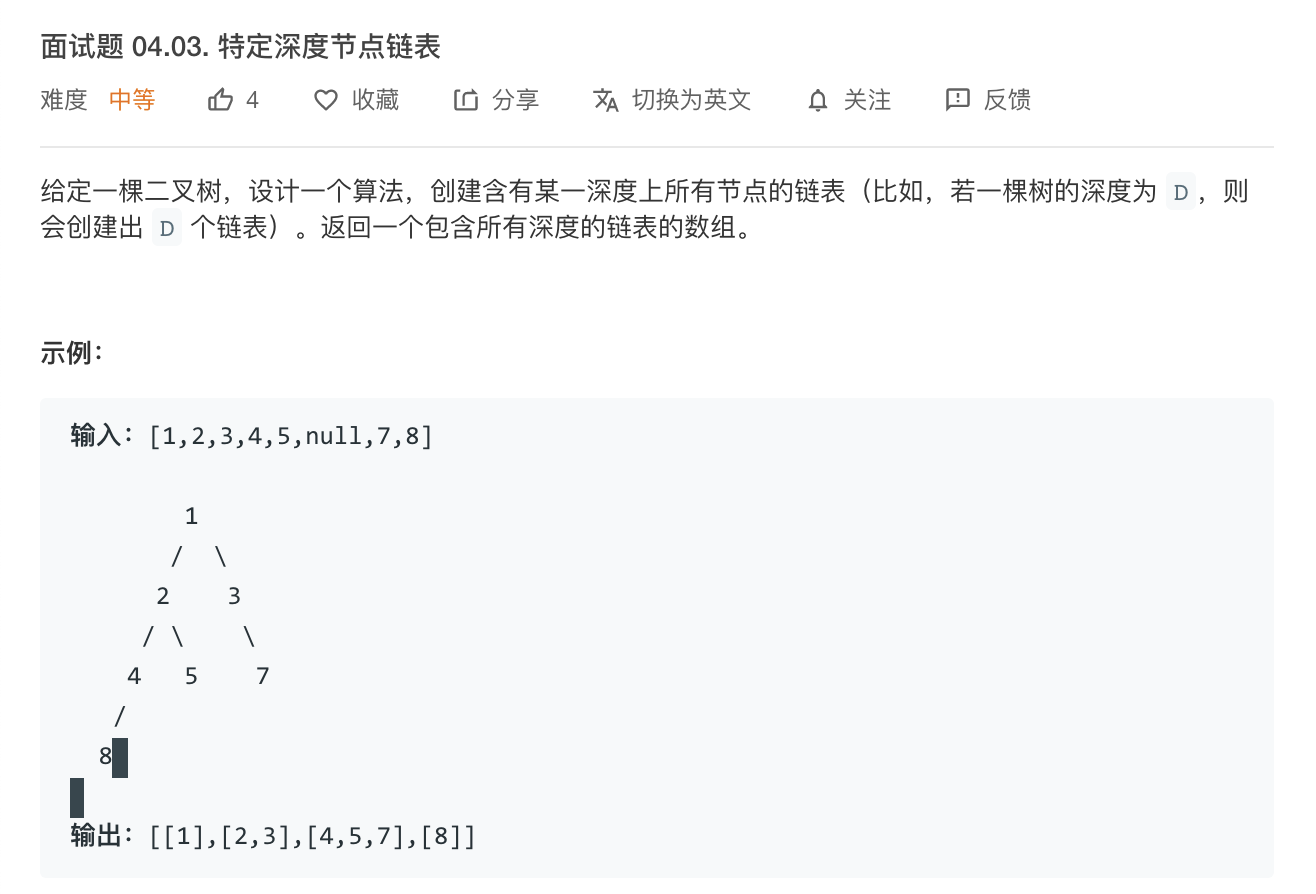 面试题 04.03. 特定深度节点链表
难度 中等 4 收藏 分享 切换为英文 关注 反馈
给定一棵二叉树，设计一个算法，创建含有某一深度上所有节点的链表（比如，若一棵树的深度为 D，则
会创建出 D 个链表）。返回一个包含所有深度的链表的数组。
示例：
输入：[1,2,3,4,5,null,7,8]
1
/ \
2 3
/ \ \
4 5 7
/
8
输出：[[1],[2,3],[4,5,7],[8]]